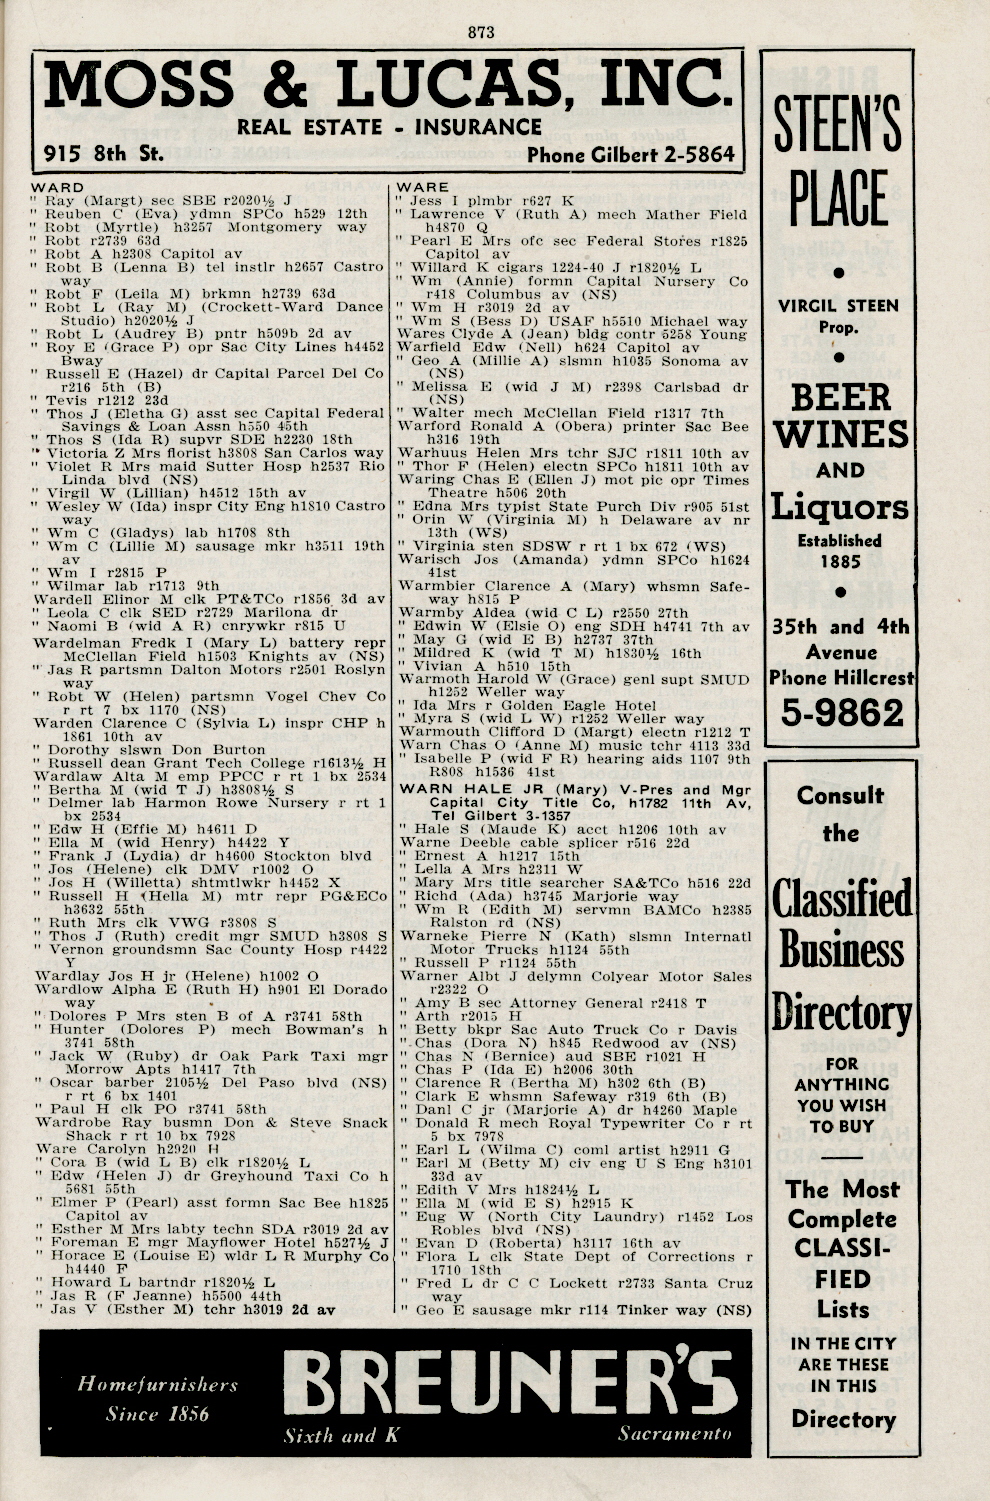 873
MOSS & LUCAS, INC.
REAL ESTATE - INSURANCE
915 8th St. Phone Gilbert 2-5864
WARD
" Ray (Margt) sec SBE r2020½ J
" Reuben C (Eva) ydmn SPCo h529 12th
" Robt (Myrtle) h3257 Montgomery way
" Robt r2739 63d
" Robt A h2308 Capitol av
" Robt B (Lenna B) tel instlr h2657 Castro
way
" Robt F (Leila M) brkmn h2739 63d
" Robt L (Ray M) (Crockett-Ward Dance
Studio) h2020½ J
" Robt L (Audrey B) pntr h509b 2d av
" Roy E (Grace P) opr Sac City Lines h4452
Bway
" Russell E (Hazel) dr Capital Parcel Del Co
r216 5th (B)
" Tevis r1212 23d
" Thos J (Eletha G) asst sec Capital Federal
Savings & Loan Assn h550 45th
" Thos S (Ida R) supvr SDE h2230 18th
" Victoria Z Mrs florist h3808 San Carlos way
" Violet R Mrs maid Sutter Hosp h2537 Rio
Linda blvd (NS)
" Virgil W (Lillian) h4512 15th av
" Wesley W (Ida) inspr City Eng h1810 Castro
way
" Wm C (Gladys) lab h1708 8th
" Wm C (Lillie M) sausage mkr h3511 19th
av
" Wm I r2815 P
" Wilmar lab r1713 9th
Wardell Elinor M clk PT&TCo r1856 3d av
" Leola C clk SED r2729 Marilona dr
" Naomi B (wid A R) cnrywkr r815 U
Wardelman Fredk I (Mary L) battery repr
McClellan Field h1503 Knights av (NS)
" Jas R partsmn Dalton Motors r2501 Roslyn
way
" Robt W (Helen) partsmn Vogel Chev Co
r rt 7 bx 1170 (NS)
Warden Clarence C (Sylvia L) inspr CHP h
1861 10th av
" Dorothy slswn Don Burton
" Russell dean Grant Tech College r1613½ H
Wardlaw Alta M emp PPCC r rt 1 bx 2534
" Bertha M (wid T J) h3808½ S
" Delmer lab Harmon Rowe Nursery r rt 1
bx 2534
" Edw H (Effie M) h4611 D
" Ella M (wid Henry) h4422 Y
" Frank J (Lydia) dr h4600 Stockton blvd
" Jos (Helene) clk DMV r1002 O
" Jos H (Willetta) shtmtlwkr h4452 X
" Russell H (Hella M) mtr repr PG&ECo
h3632 55th
" Ruth Mrs clk VWG r3808 S
" Thos J (Ruth) credit mgr SMUD h3808 S
" Vernon groundsmn Sac County Hosp r4422
Y
Wardlay Jos H jr (Helene) h1002 O
Wardlow Alpha E (Ruth H) h901 El Dorado
way
" Dolores P Mrs sten B of A r3741 58th
" Hunter (Dolores P) mech Bowman's h
3741 58th
" Jack W (Ruby) dr Oak Park Taxi mgr
Morrow Apts h1417 7th
" Oscar barber 2105½ Del Paso blvd (NS)
r rt 6 bx 1401
" Paul H clk PO r3741 58th
Wardrobe Ray busmn Don & Steve Snack
Shack r rt 10 bx 7928
Ware Carolyn h2920 H
" Cora B (wid L B) clk r1820½ L
" Edw (Helen J) dr Greyhound Taxi Co h
5681 55th
" Elmer P (Pearl) asst formn Sac Bee h1825
Capitol av
" Esther M Mrs labty techn SDA r3019 2d av
" Foreman E mgr Mayflower Hotel h527½ J
" Horace E (Louise E) wldr L R Murphy Co
h4440 F
" Howard L bartndr r1820½ L
" Jas R (F Jeanne) h5500 44th
" Jas V (Esther M) tchr h3019 2d av
WARE
" Jess I plmbr r627 K
" Lawrence V (Ruth A) mech Mather Field
h4870 Q
" Pearl E Mrs ofc sec Federal Stores r1825
Capitol av
" Willard K cigars 1224-40 J r1820½ L
" Wm (Annie) formn Capital Nursery Co
r418 Columbus av (NS)
" Wm H r3019 2d av
" Wm S (Bess D) USAF h5510 Michael way
Wares Clyde A (Jean) bldg contr 5258 Young
Warfield Edw (Nell) h624 Capitol av
" Geo A (Millie A) slsmn h1035 Sonoma av
(NS)
" Melissa E (wid J M) r2398 Carlsbad dr
(NS)
" Walter mech McClellan Field r1317 7th
Warford Ronald A (Obera) printer Sac Bee
h316 19th
Warhuus Helen Mrs tchr SJC r1811 10th av
" Thor F (Helen) electn SPCo h1811 10th av
Waring Chas E (Ellen J) mot pic opr Times
Theatre h506 20th
" Edna Mrs typist State Purch Div r905 51st
" Orin W (Virginia M) h Delaware av nr
13th (WS)
" Virginia sten SDSW r rt 1 bx 672 (WS)
Warisch Jos (Amanda) ydmn SPCo h1624
41st
Warmbier Clarence A (Mary) whsmn Safe-
way h815 P
Warmby Aldea (wid C L) r2550 27th
" Edwin W (Elsie O) eng SDH h4741 7th av
" May G (wid E B) h2737 37th
" Mildred K (wid T M) h1830½ 16th
" Vivian A h510 15th
Warmoth Harold W (Grace) genl supt SMUD
h1252 Weller way
" Ida Mrs r Golden Eagle Hotel
" Myra S (wid L W) r1252 Weller way
Warmouth Clifford D (Margt) electn r1212 T
Warn Chas O (Anne M) music tchr 4113 33d
" Isabelle P (wid F R) hearing aids 1107 9th
R808 h1536 41st
WARN HALE JR (Mary) V-Pres and Mgr
Capital City Title Co, h1782 11th Av,
Tel Gilbert 3-1357
" Hale S (Maude K) acct h1206 10th av
Warne Deeble cable splicer r516 22d
" Ernest A h1217 15th
" Lella A Mrs h2311 W
" Mary Mrs title searcher SA&TCo h516 22d
" Richd (Ada) h3745 Marjorie way
" Wm R (Edith M) servmn BAMCo h2385
Ralston rd (NS)
Warneke Pierre N (Kath) slsmn Internatl
Motor Trucks h1124 55th
" Russell P r1124 55th
Warner Albt J delymn Colyear Motor Sales
r2322 O
" Amy B sec Attorney General r2418 T
" Arth r2015 H
" Betty bkpr Sac Auto Truck Co r Davis
" Chas (Dora N) h845 Redwood av (NS)
" Chas N (Bernice) aud SBE r1021 H
" Chas P (Ida E) h2006 30th
" Clarence R (Bertha M) h302 6th (B)
" Clark E whsmn Safeway r319 6th (B)
" Danl C jr (Marjorie A) dr h4260 Maple
" Donald R mech Royal Typewriter Co r rt
5 bx 7978
" Earl L (Wilma C) coml artist h2911 G
" Earl M (Betty M) civ eng U S Eng h3101
33d av
" Edith V Mrs h1824½ L
" Ella M (wid E S) h2915 K
" Eug W (North City Laundry) r1452 Los
Robles blvd (NS)
" Evan D (Roberta) h3117 16th av
" Flora L clk State Dept of Corrections r
1710 18th
" Fred L dr C C Lockett r2733 Santa Cruz
way
" Geo E sausage mkr r114 Tinker way (NS)
STEEN'S
PLACE
VIRGIL STEEN
Prop.
BEER
WINES
AND
Liquors
Established
1885
35th and 4th
Avenue
Phone Hillcrest
5-9862
Consult
the
Classified
Business
Directory
FOR
ANYTHING
YOU WISH
TO BUY
The Most
Complete
CLASSI-
FIED
Lists
IN THE CITY
ARE THESE
IN THIS
Directory
Homefurnishers
Since 1856
BREUNER'S
Sixth and K Sacramento